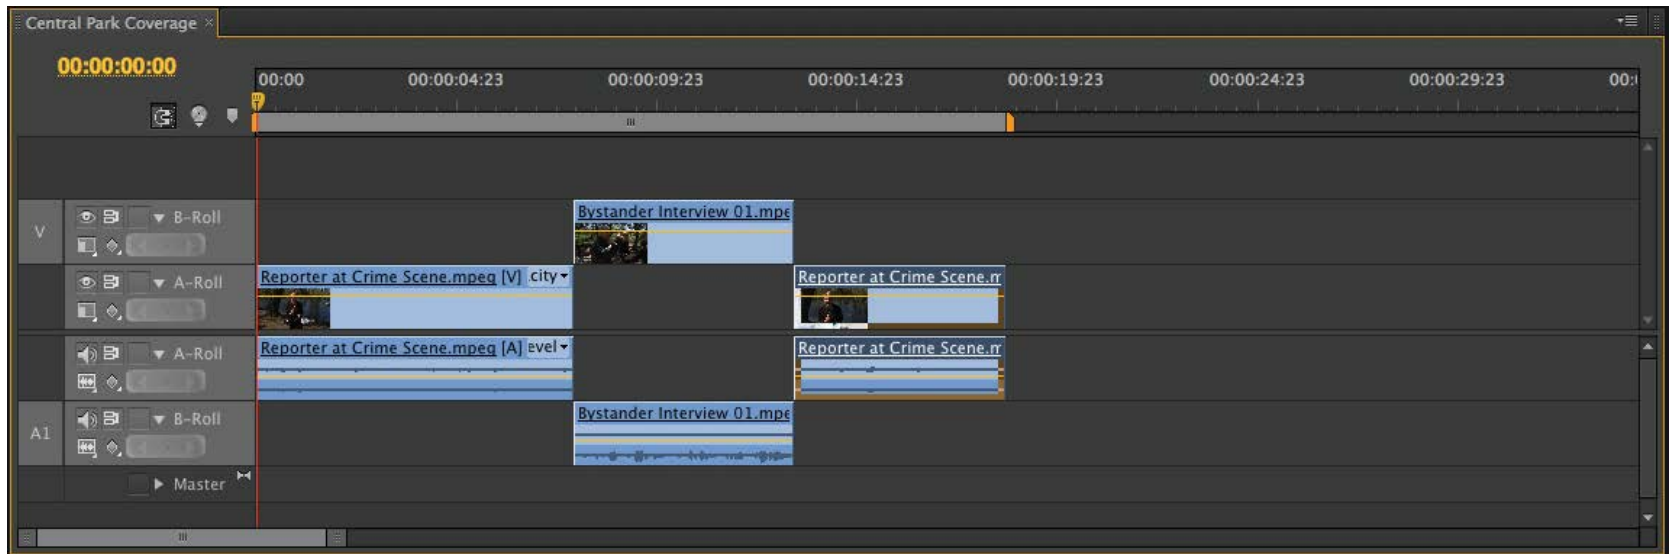 Central Park Coverage
00:00:00:00
00:00 00:00:04:23 00:00:09:23 00:00:14:23 00:00:19:23 00:00:24:23 00:00:29:23 00:0
V B-Roll Bystander Interview 01.mpe
A-Roll Reporter at Crime Scene.mpeg [V] .city Reporter at Crime Scene.m
A-Roll Reporter at Crime Scene.mpeg [A] evel Reporter at Crime Scene.m
A1 B-Roll Bystander Interview 01.mpe
Master